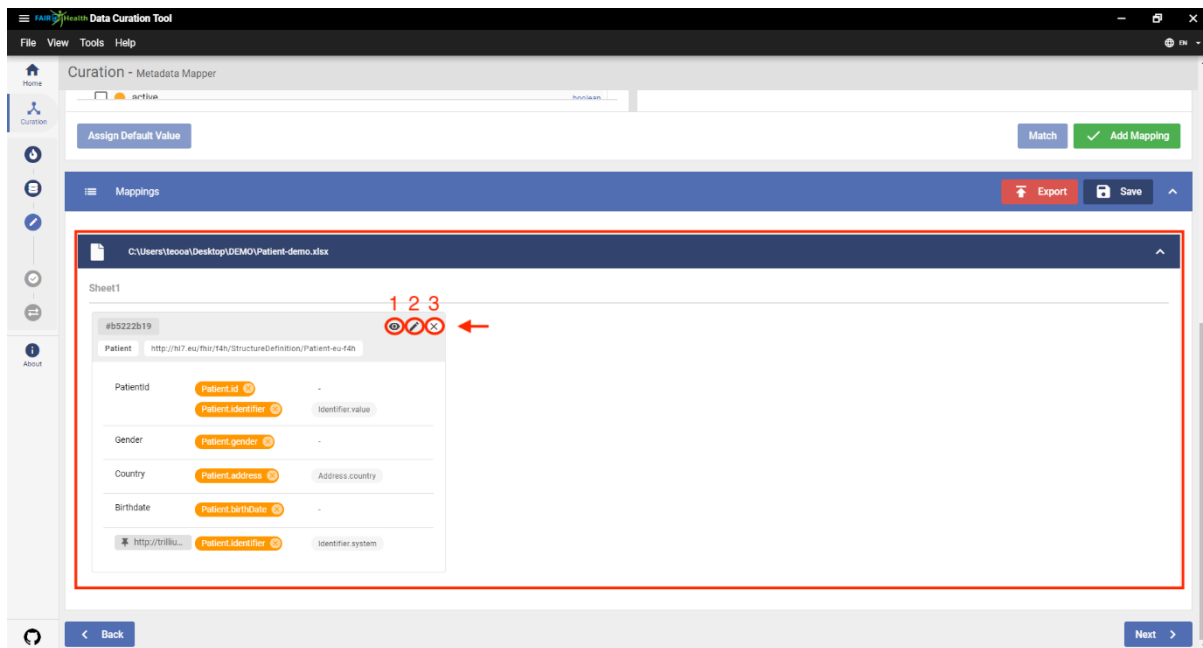 FAIR4Health Data Curation Tool
File View Tools Help
EN
Home
Curation - Metadata Mapper
active boolean
Curation
Assign Default Value
Match
Add Mapping
Mappings
Export
Save
C:\Users\teooa\Desktop\DEMO\Patient-demo.xlsx
Sheet1
1 2 3
#b5222b19
Patient http://hl7.eu/fhir/f4h/StructureDefinition/Patient-eu-f4h
About
PatientId Patient.id -
Patient.identifier Identifier.value
Gender Patient.gender -
Country Patient.address Address.country
Birthdate Patient.birthDate -
http://trilliu... Patient.identifier Identifier.system
Back
Next